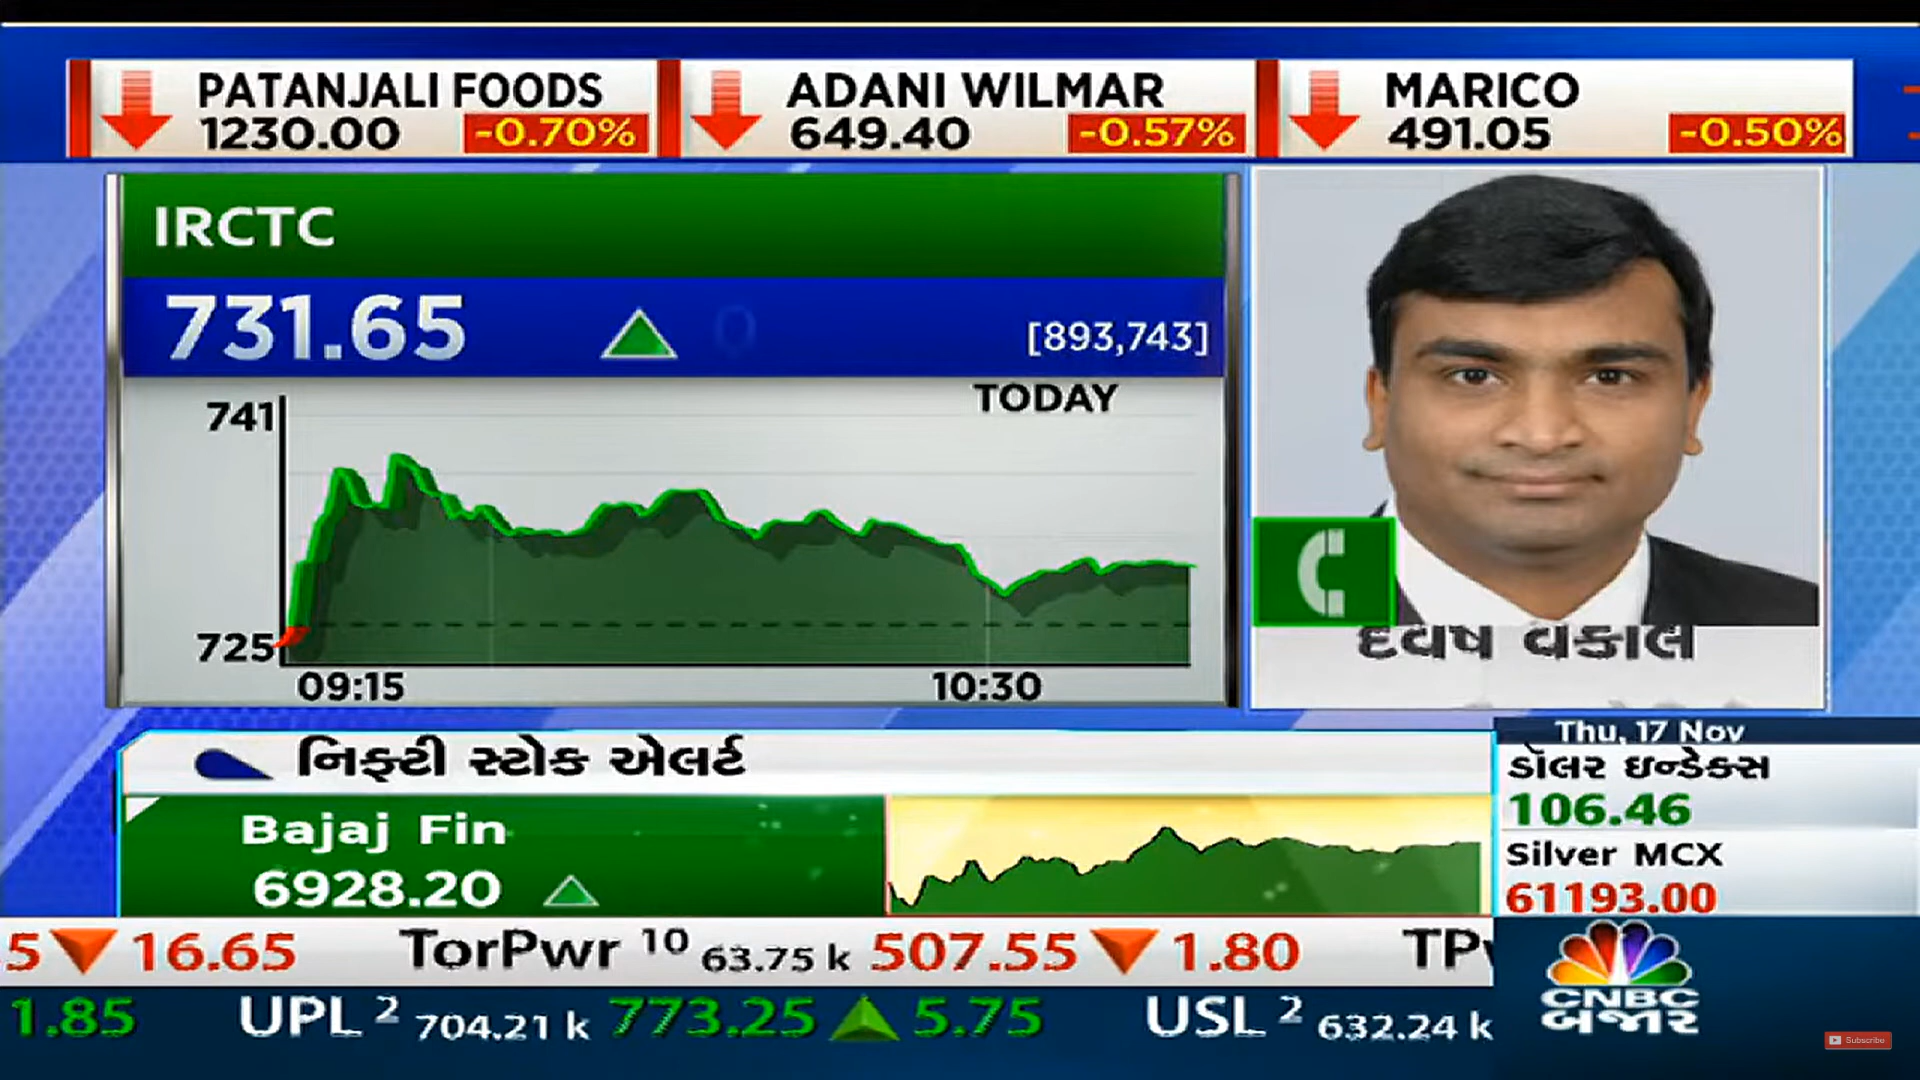 PATANJALI FOODS
1230.00 -0.70%
ADANI WILMAR
649.40 -0.57%
MARICO
491.05 -0.50%
IRCTC
731.65 [893,743]
TODAY
741
725
09:15 10:30
નિફ્ટી સ્ટોક એલર્ટ
Bajaj Fin
6928.20
Thu, 17 Nov
ડૉલર ઇન્ડેક્સ
106.46
Silver MCX
61193.00
5 16.65 TorPwr 10 63.75 k 507.55 1.80
1.85 UPL 2 704.21 k 773.25 5.75 USL 2 632.24 k
CNBC
બજાર
Subscribe